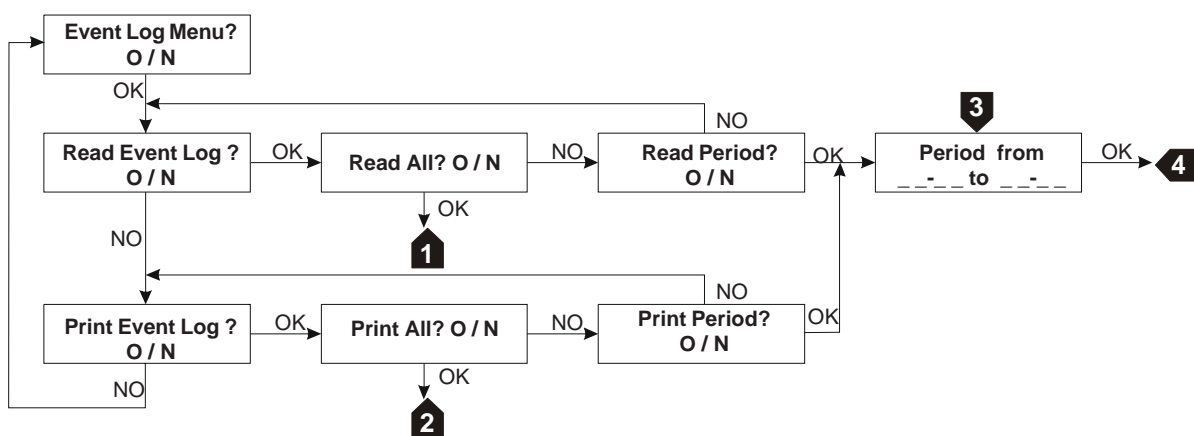 Event Log Menu?
O / N
OK
3
NO
Read Event Log ?
O / N
OK
Read All? O / N
NO
Read Period?
O / N
OK
Period from
_ _-_ _ to _ _-_ _
OK
4
OK
1
NO
NO
Print Event Log ?
O / N
OK
Print All? O / N
NO
Print Period?
O / N
OK
NO
OK
2